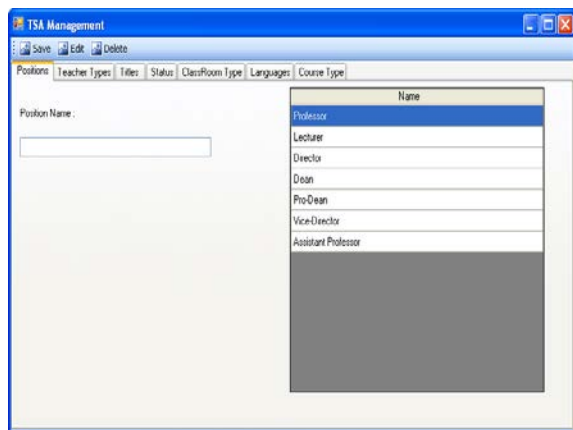 TSA Management
Save Edit Delete
Positions Teacher Types Titles Status ClassRoom Type Languages Course Type
Position Name :
Name
Professor
Lecturer
Director
Dean
Pro-Dean
Vice-Director
Assistant Professor